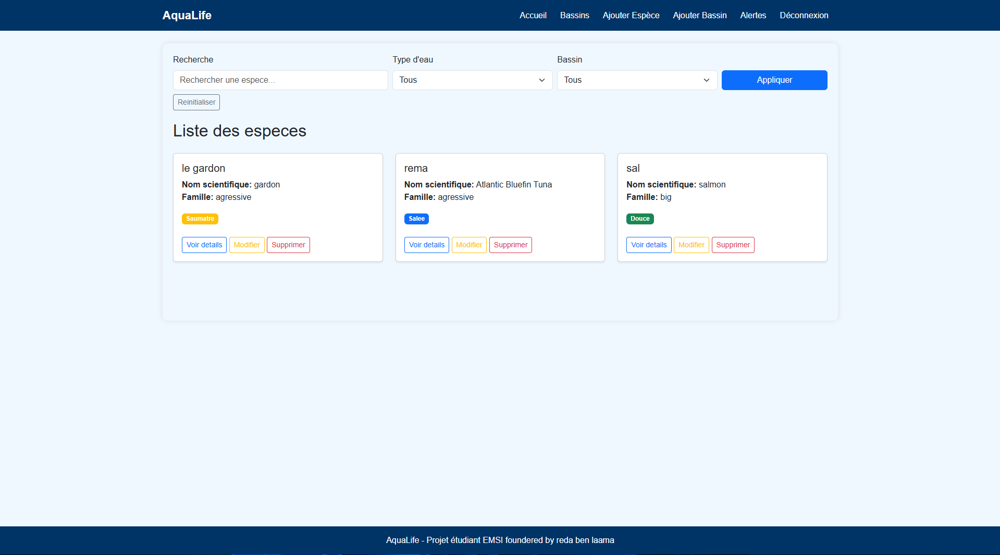 AquaLife Accueil Bassins Ajouter Espèce Ajouter Bassin Alertes Déconnexion
Recherche Type d'eau Bassin
Rechercher une espece... Tous Tous Appliquer
Reinitialiser
Liste des especes
le gardon
Nom scientifique: gardon
Famille: agressive
Saumatre
Voir details Modifier Supprimer
rema
Nom scientifique: Atlantic Bluefin Tuna
Famille: agressive
Salee
Voir details Modifier Supprimer
sal
Nom scientifique: salmon
Famille: big
Douce
Voir details Modifier Supprimer
AquaLife - Projet étudiant EMSI foundered by reda ben laama